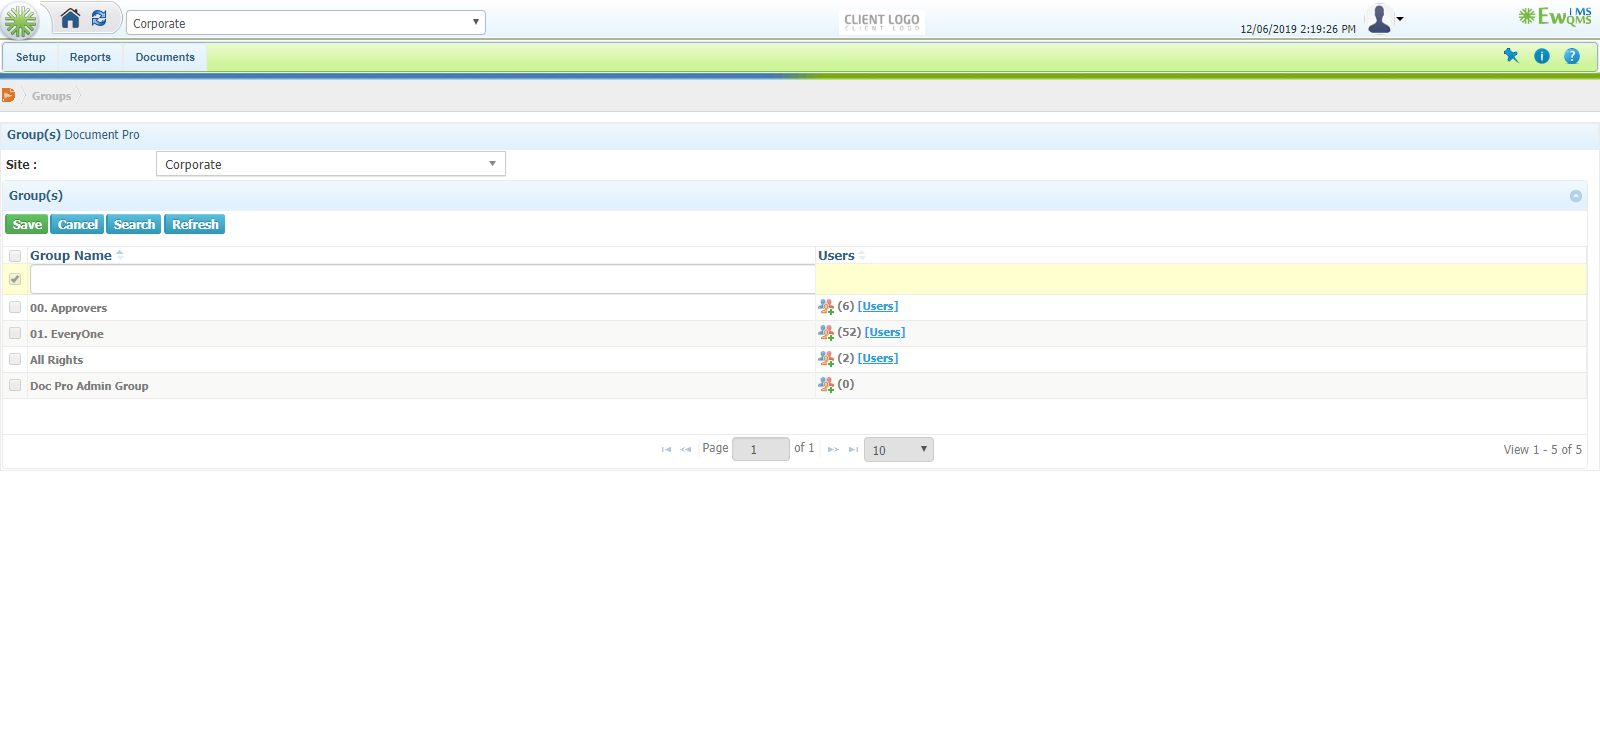 Corporate
CLIENT LOGO
CLIENT LOGO
12/06/2019 2:19:26 PM
EwIMS
QMS
Setup Reports Documents
Groups
Group(s) Document Pro
Site : Corporate
Group(s)
Save Cancel Search Refresh
Group Name Users
00. Approvers (6) [Users]
01. EveryOne (52) [Users]
All Rights (2) [Users]
Doc Pro Admin Group (0)
Page 1 of 1 10 View 1 - 5 of 5